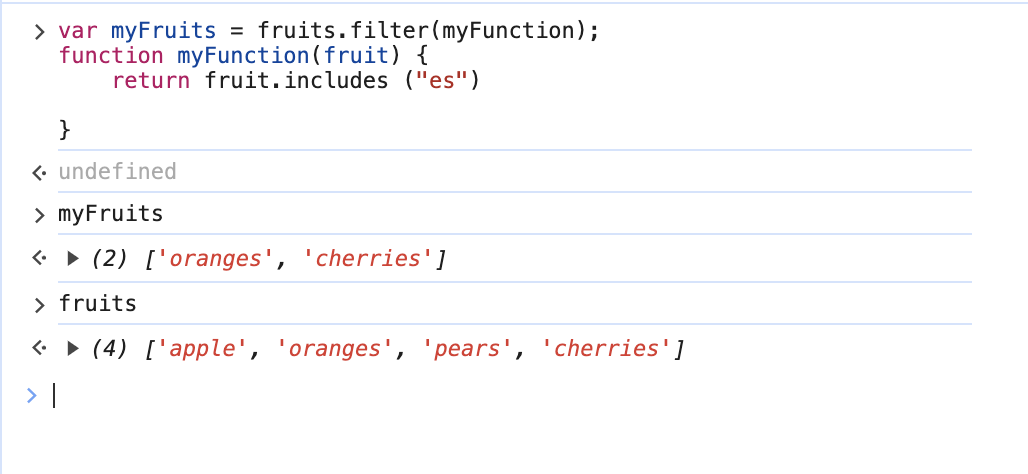 > var myFruits = fruits.filter(myFunction);
function myFunction(fruit) {
    return fruit.includes ("es")

}
undefined
> myFruits
(2) ['oranges', 'cherries']
> fruits
(4) ['apple', 'oranges', 'pears', 'cherries']
>